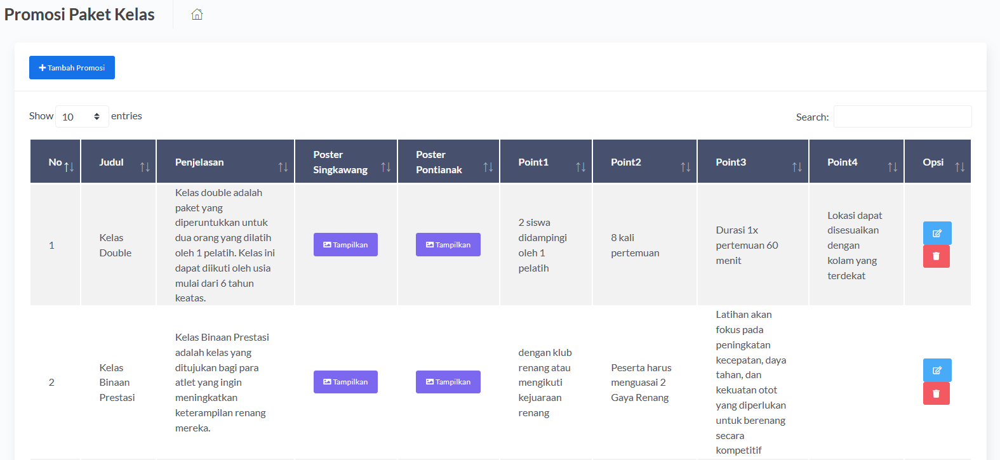 Promosi Paket Kelas
Tambah Promosi
Show 10 entries
Search:
No
Judul
Penjelasan
Poster
Singkawang
Poster
Pontianak
Point1
Point2
Point3
Point4
Opsi
1
Kelas
Double
Kelas double adalah
paket yang
diperuntukkan untuk
dua orang yang dilatih
oleh 1 pelatih. Kelas ini
dapat diikuti oleh usia
mulai dari 6 tahun
keatas.
Tampilkan
Tampilkan
2 siswa
didampingi
oleh 1
pelatih
8 kali
pertemuan
Durasi 1x
pertemuan 60
menit
Lokasi dapat
disesuaikan
dengan
kolam yang
terdekat
2
Kelas
Binaan
Prestasi
Kelas Binaan Prestasi
adalah kelas yang
ditujukan bagi para
atlet yang ingin
meningkatkan
keterampilan renang
mereka.
Tampilkan
Tampilkan
dengan klub
renang atau
mengikuti
kejuaraan
renang
Peserta harus
menguasai 2
Gaya Renang
Latihan akan
fokus pada
peningkatan
kecepatan, daya
tahan, dan
kekuatan otot
yang diperlukan
untuk berenang
secara
kompetitif